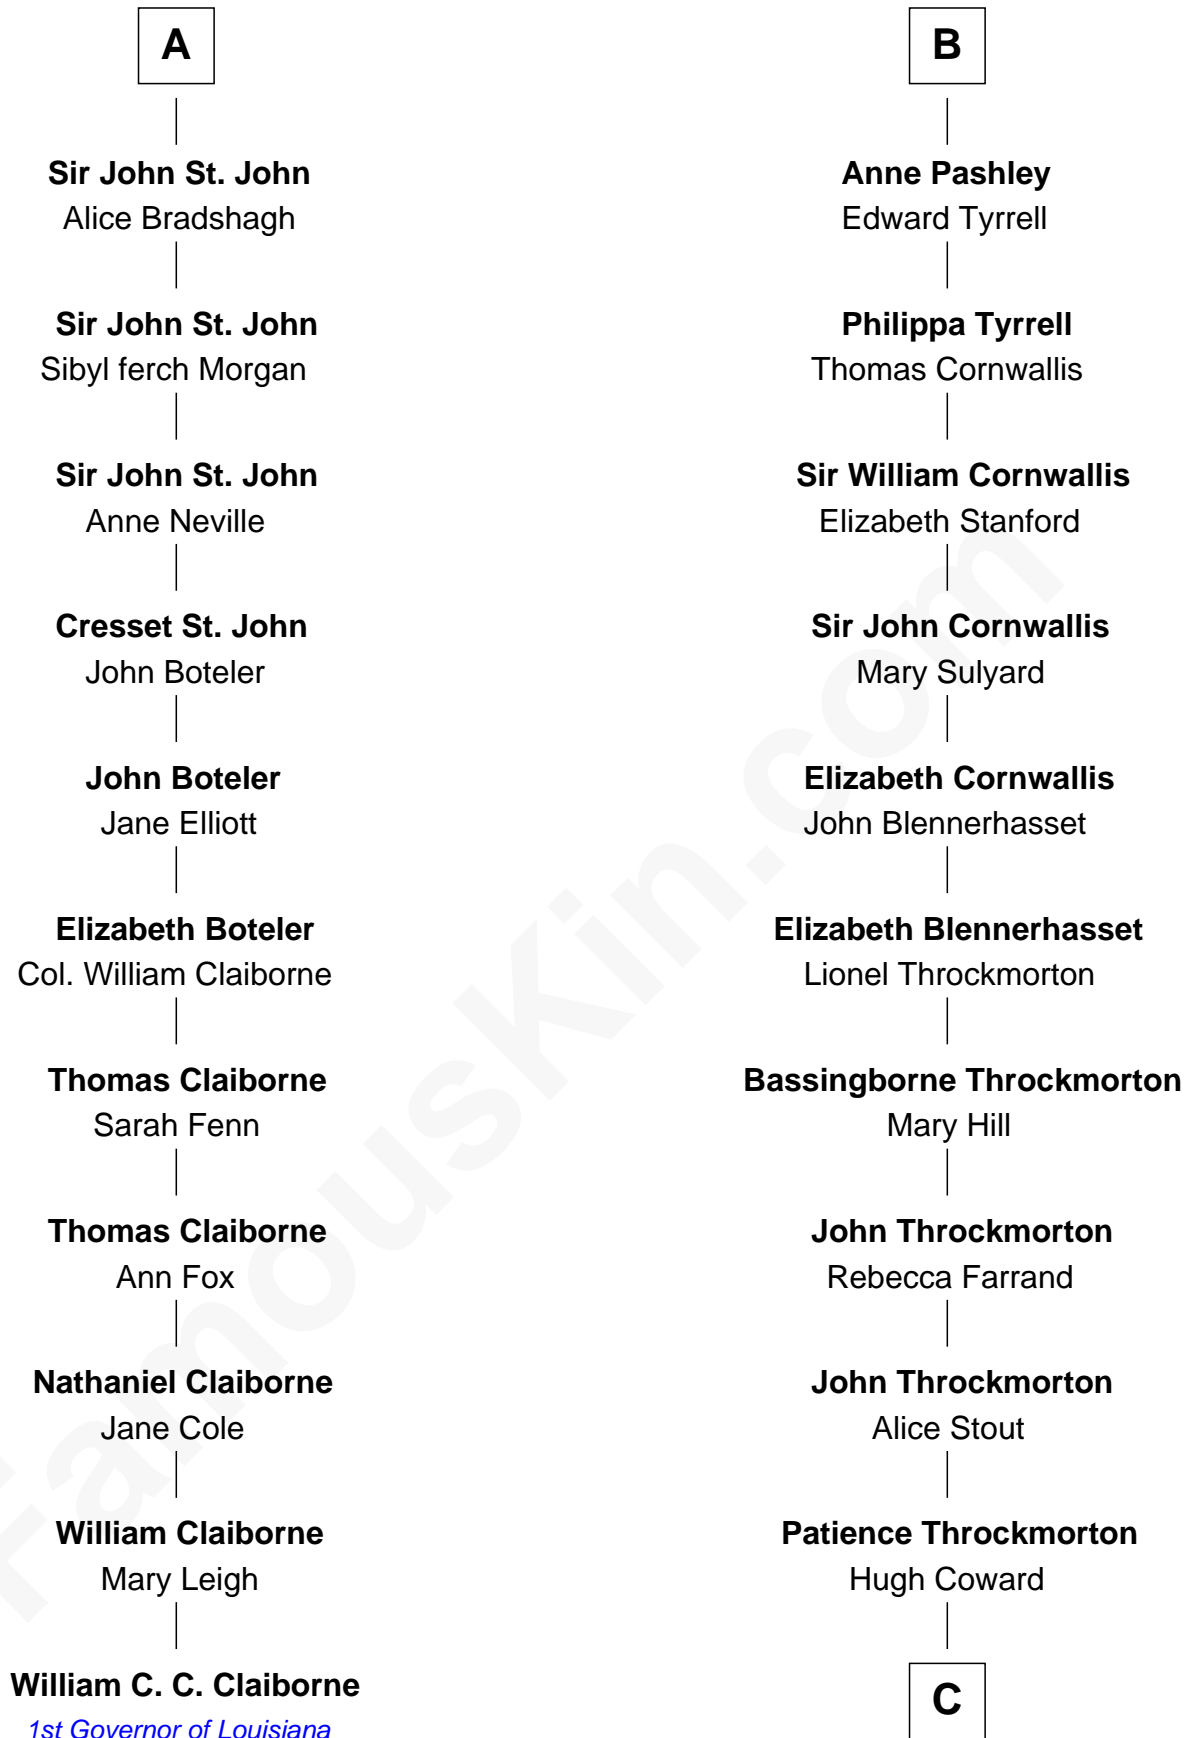 A
Sir John St. John
Alice Bradshagh
Sir John St. John
Sibyl ferch Morgan
Sir John St. John
Anne Neville
Cresset St. John
John Boteler
John Boteler
Jane Elliott
Elizabeth Boteler
Col. William Claiborne
Thomas Claiborne
Sarah Fenn
Thomas Claiborne
Ann Fox
Nathaniel Claiborne
Jane Cole
William Claiborne
Mary Leigh
William C. C. Claiborne
1st Governor of Louisiana
B
Anne Pashley
Edward Tyrrell
Philippa Tyrrell
Thomas Cornwallis
Sir William Cornwallis
Elizabeth Stanford
Sir John Cornwallis
Mary Sulyard
Elizabeth Cornwallis
John Blennerhasset
Elizabeth Blennerhasset
Lionel Throckmorton
Bassingborne Throckmorton
Mary Hill
John Throckmorton
Rebecca Farrand
John Throckmorton
Alice Stout
Patience Throckmorton
Hugh Coward
C
FamousKin.com